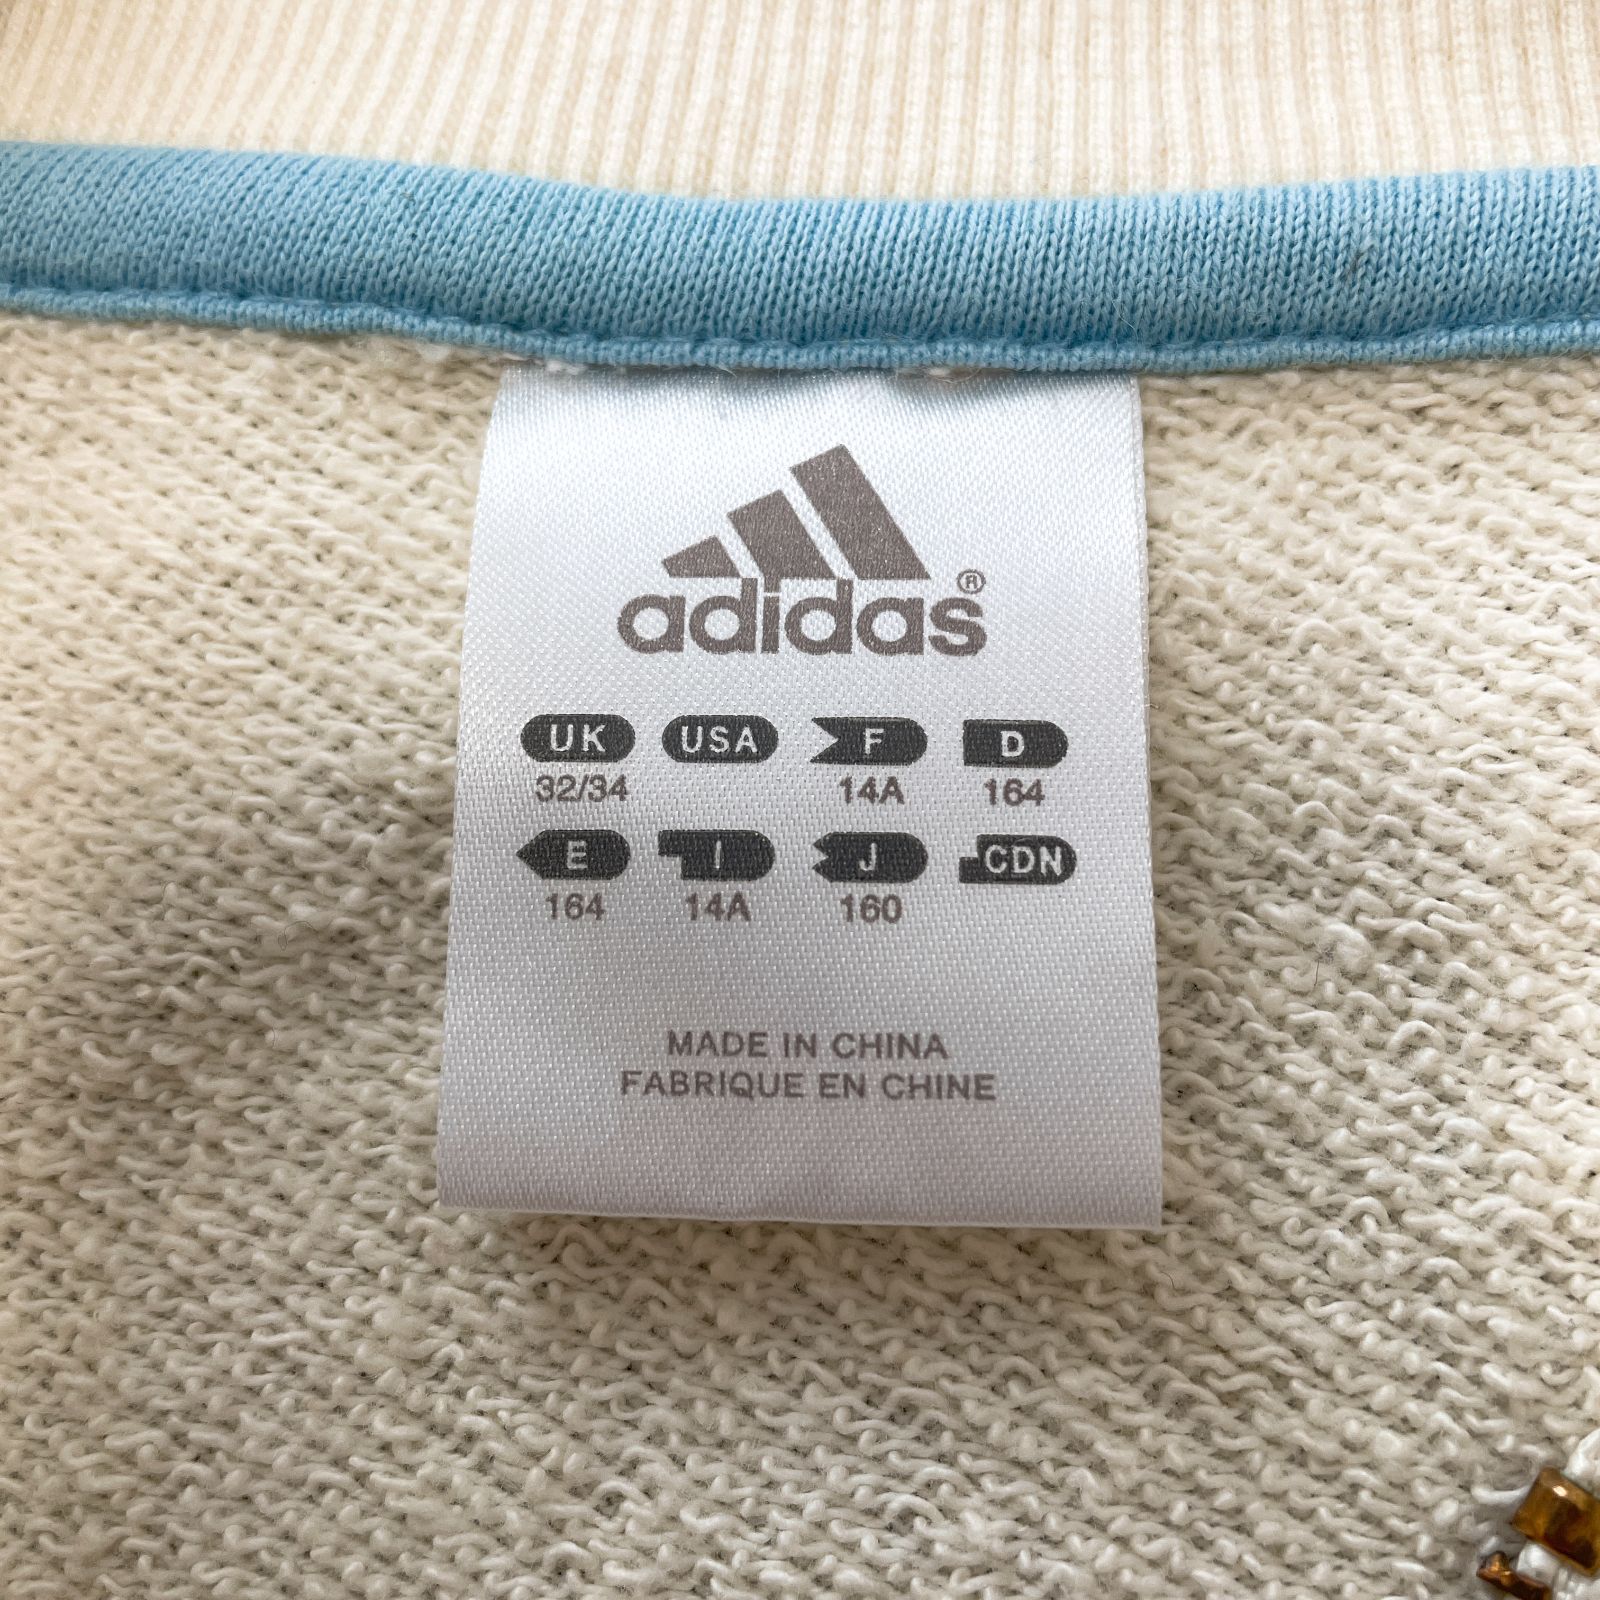 adidas®
UK USA F D
32/34 14A 164
E I J CDN
164 14A 160
MADE IN CHINA
FABRIQUE EN CHINE